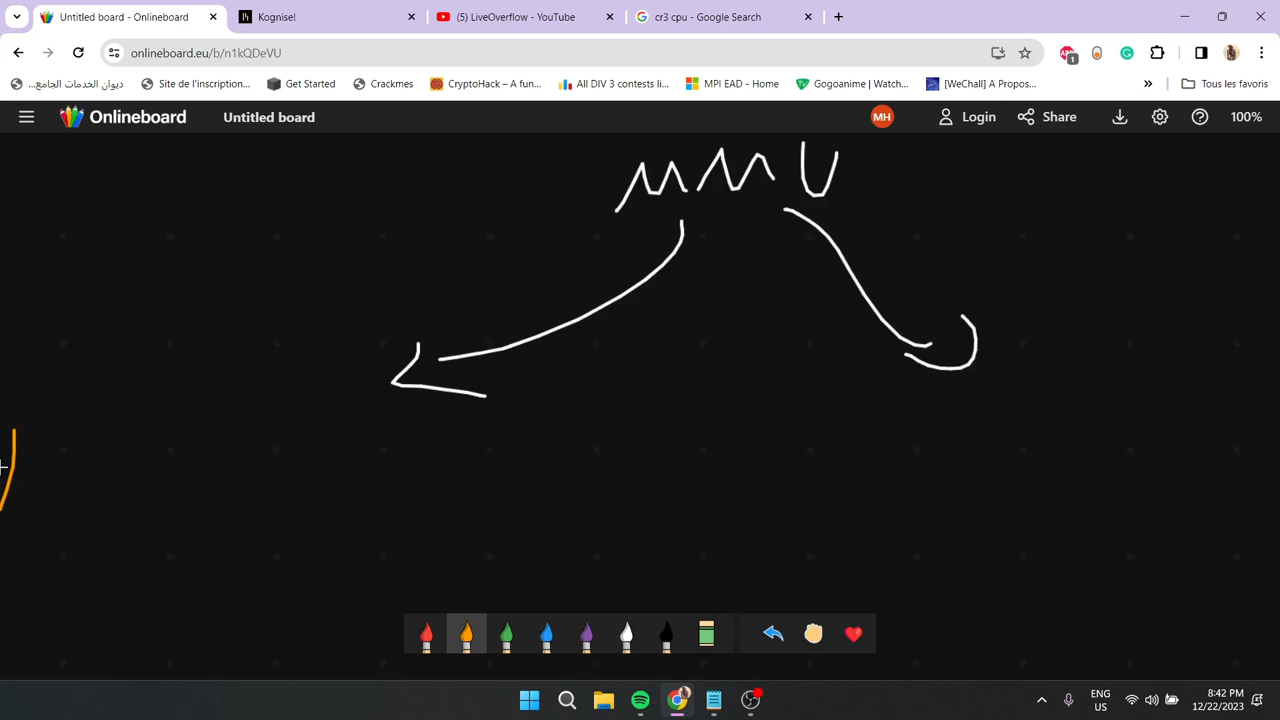 Untitled board - Onlineboard
Kognise!
(5) LiveOverflow - YouTube
cr3 cpu - Google Search
onlineboard.eu/b/n1kQDeVU
1
ديوان الخدمات الجامع...
Site de l'inscription...
Get Started
Crackmes
CryptoHack – A fun...
All DIV 3 contests li...
MPI EAD - Home
Gogoanime | Watch...
[WeChall] A Propos...
»
Tous les favoris
Onlineboard
Untitled board
MH
Login
Share
100%
MMU
ENG
US
8:42 PM
12/22/2023